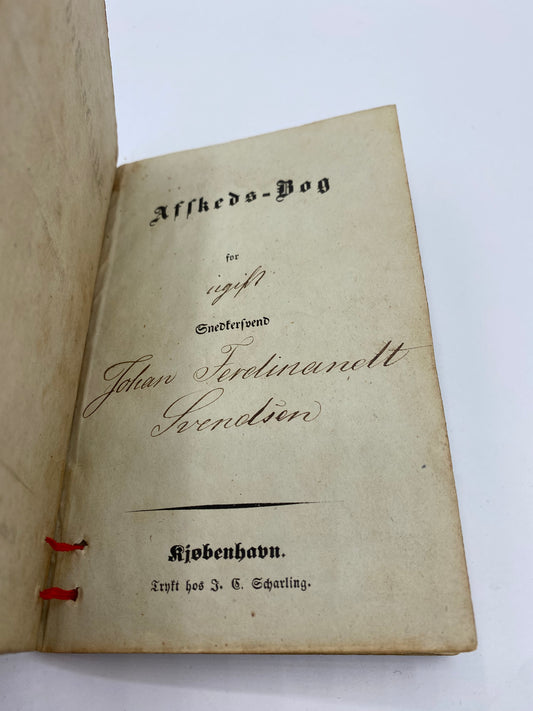 Afskeds-Bog
for
ugift
Snedkersvend
Johan Ferdinandt
Svendsen
Kjøbenhavn.
Trykt hos J. C. Scharling.